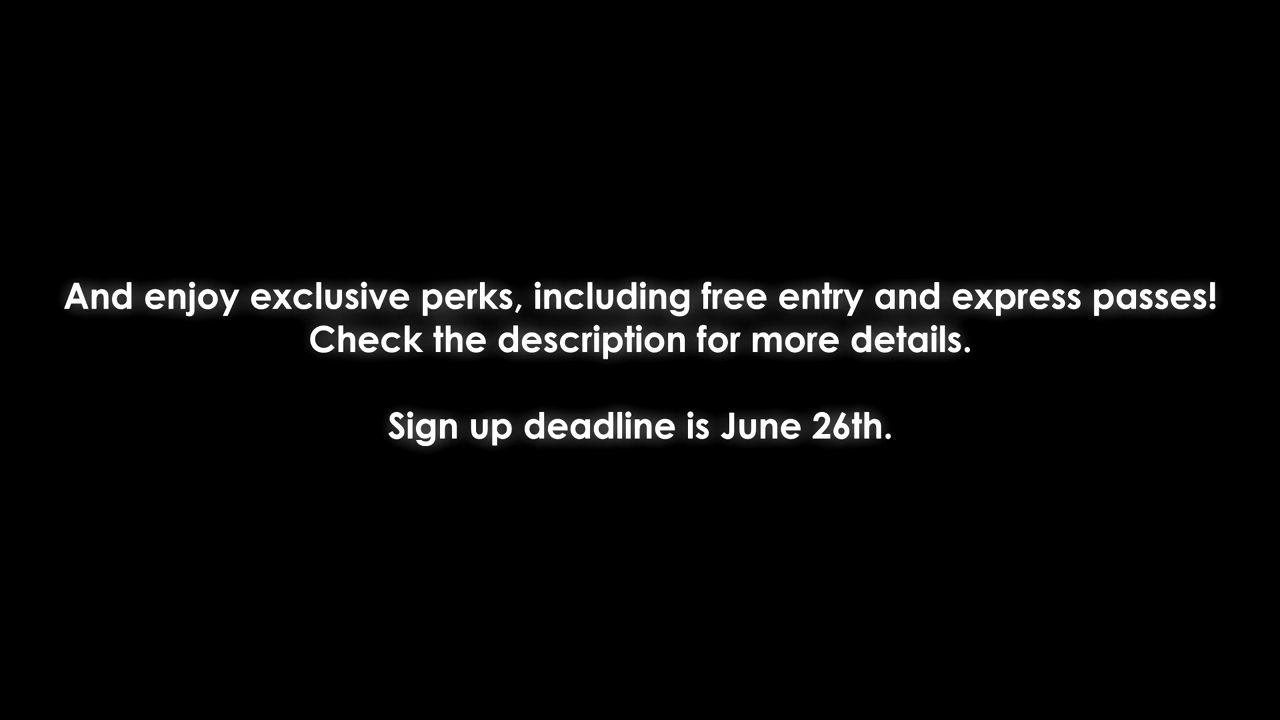 And enjoy exclusive perks, including free entry and express passes!
Check the description for more details.
Sign up deadline is June 26th.